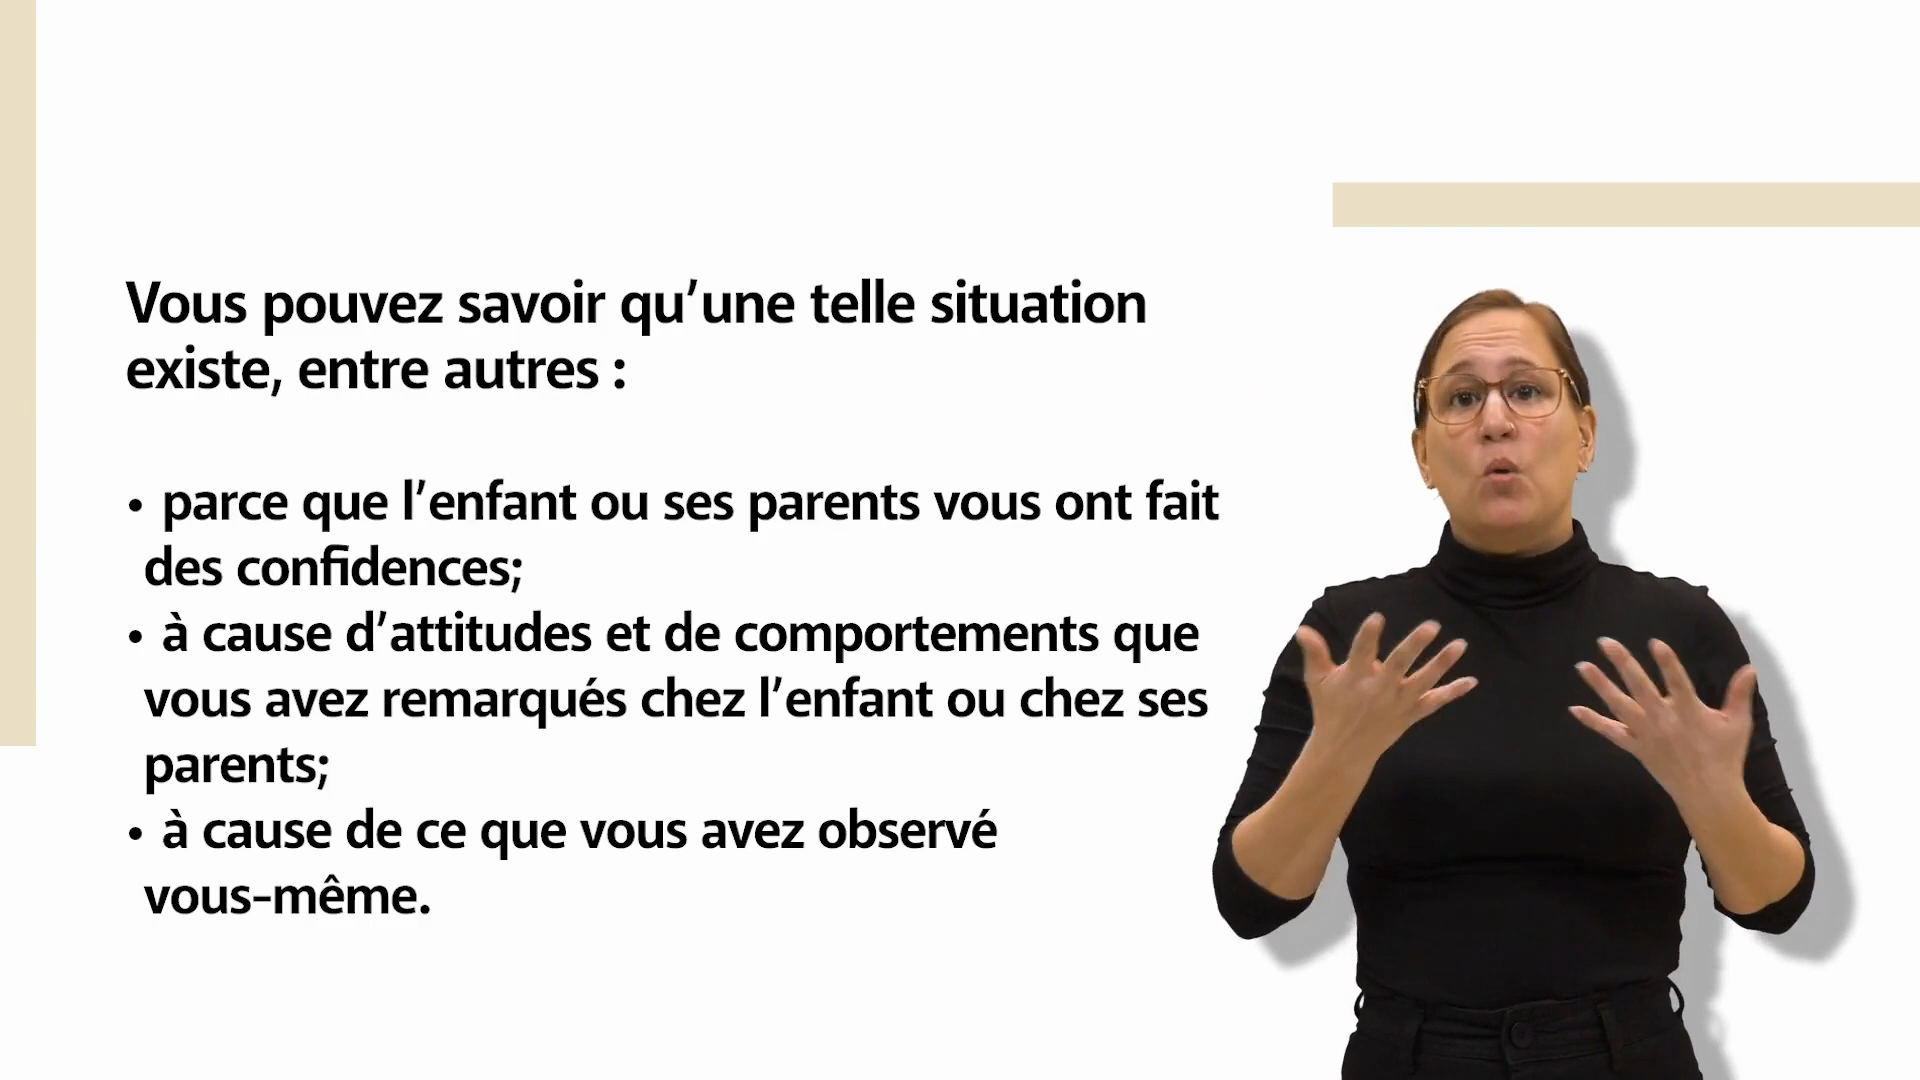 Vous pouvez savoir qu’une telle situation
existe, entre autres :
• parce que l’enfant ou ses parents vous ont fait
des confidences;
• à cause d’attitudes et de comportements que
vous avez remarqués chez l’enfant ou chez ses
parents;
• à cause de ce que vous avez observé
vous-même.